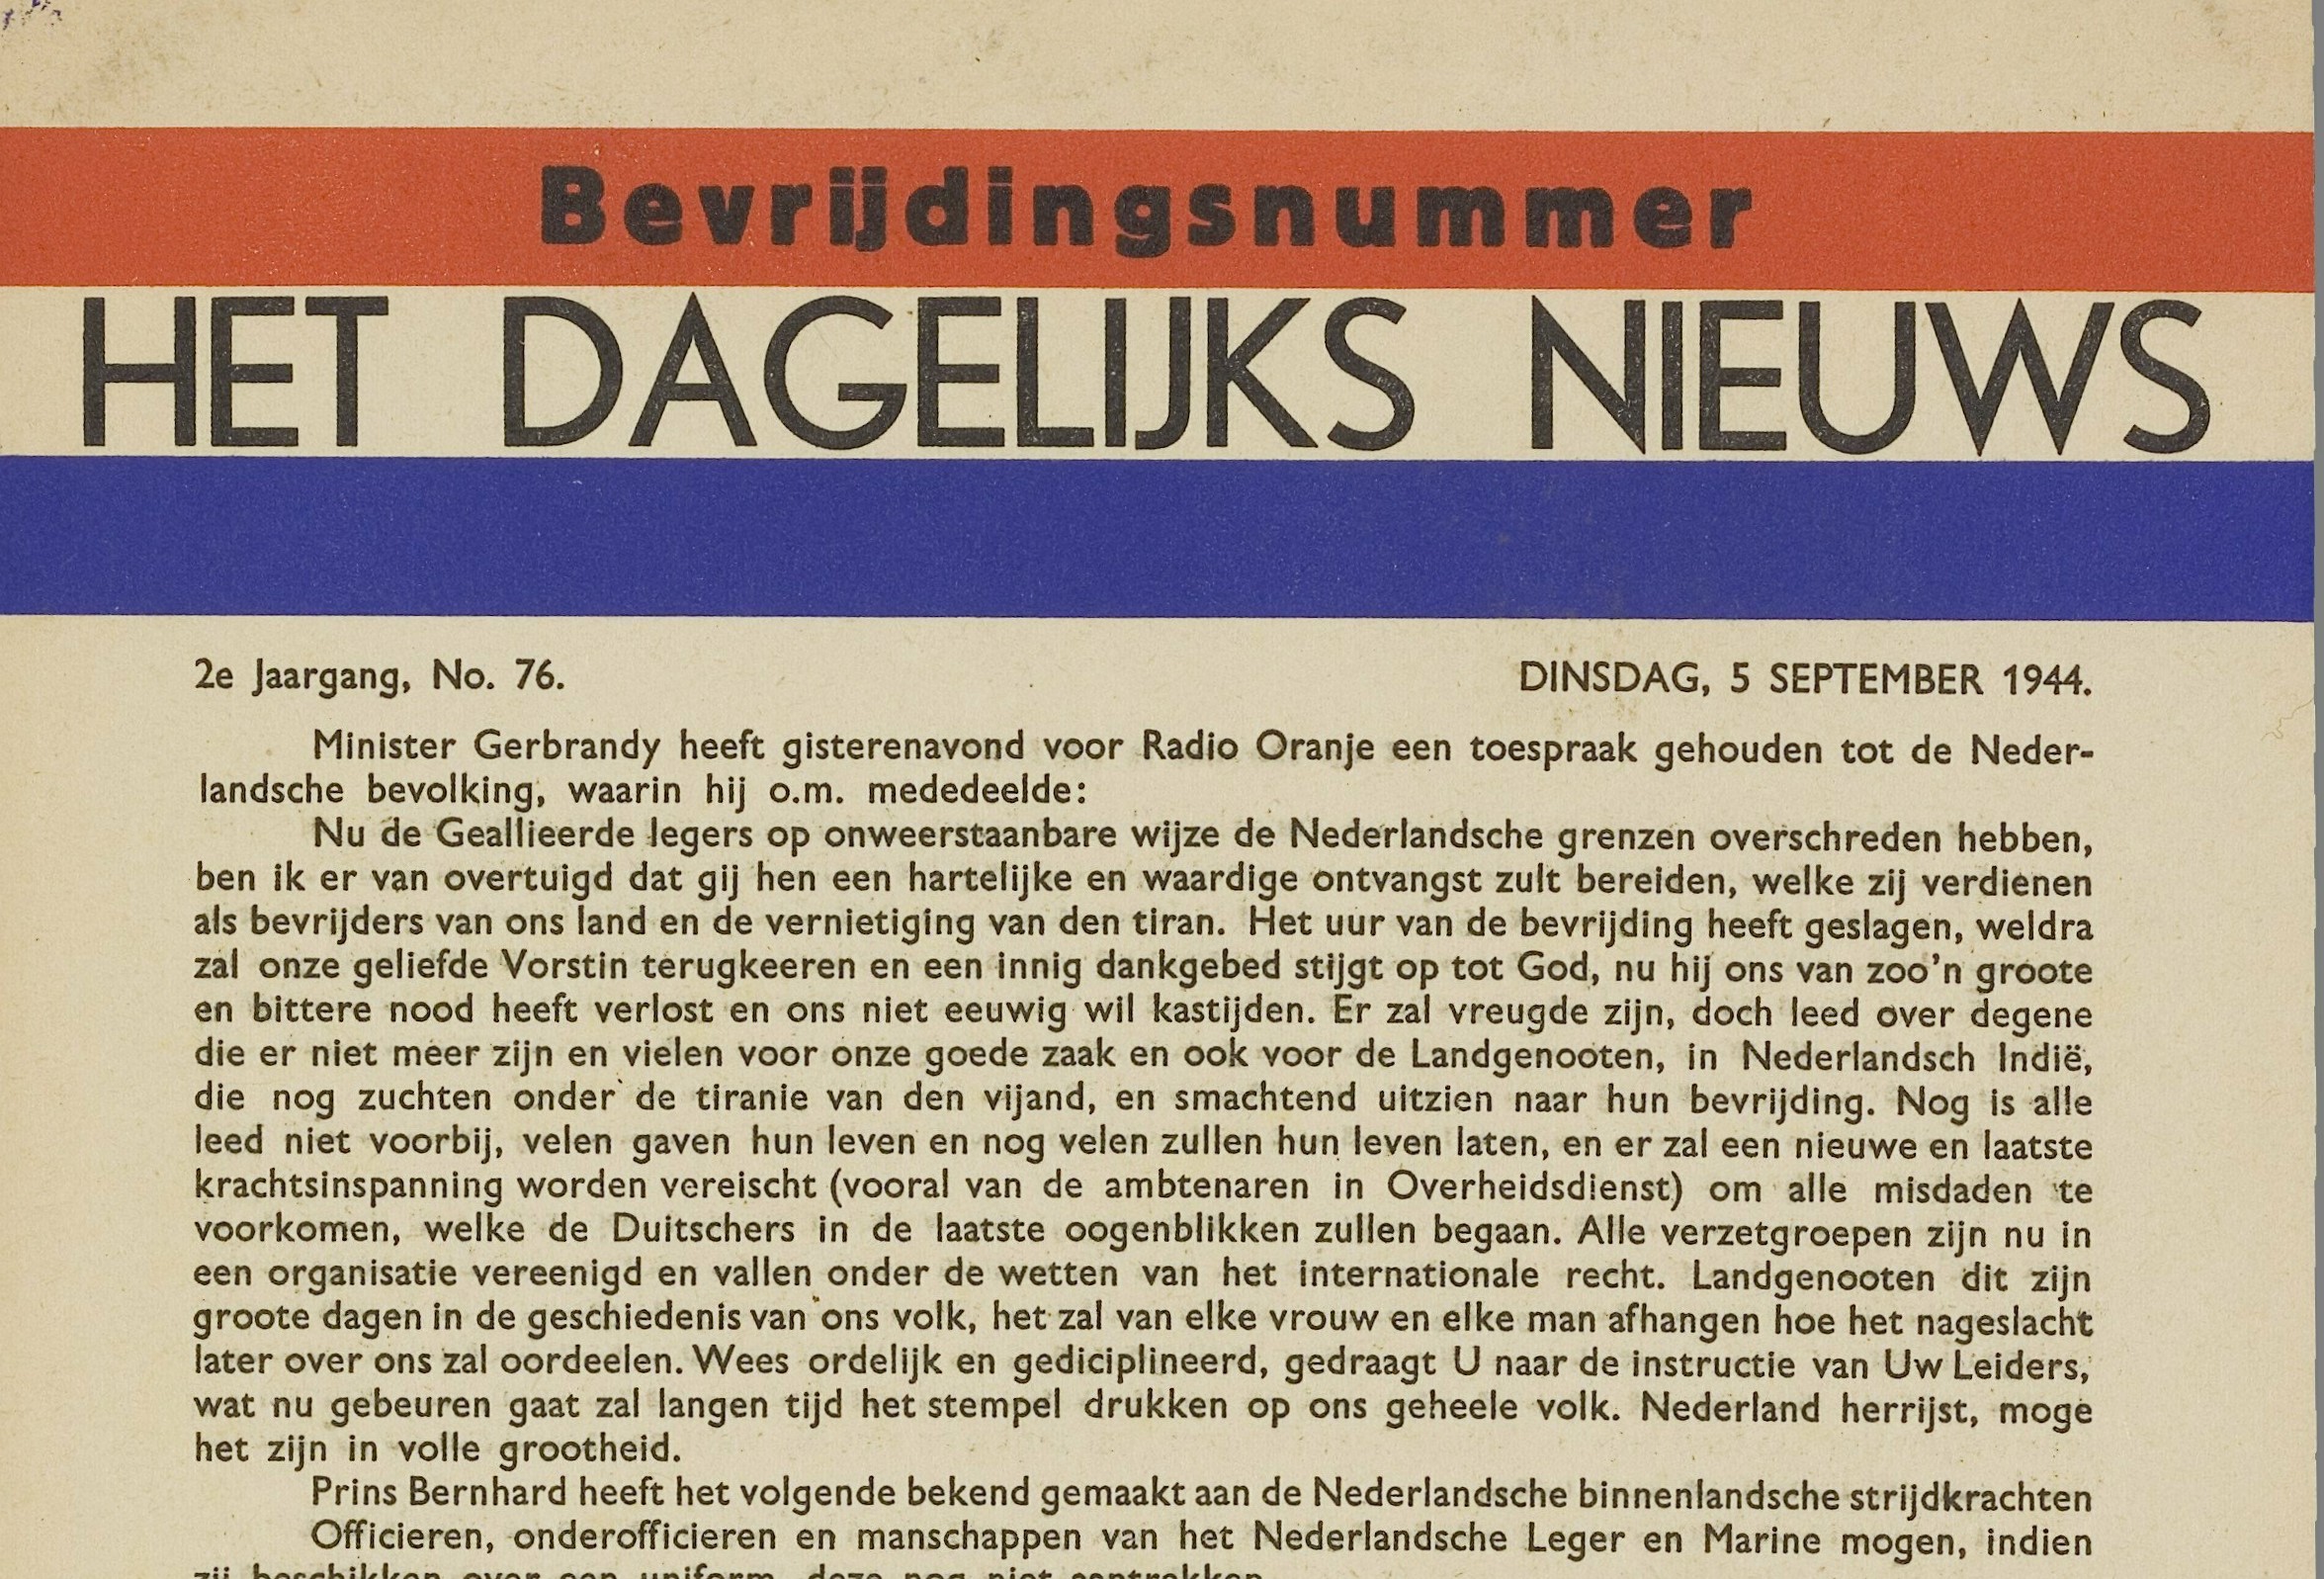 Bevrijdingsnummer
HET DAGELIJKS NIEUWS
2e Jaargang, No. 76. DINSDAG, 5 SEPTEMBER 1944.
Minister Gerbrandy heeft gisterenavond voor Radio Oranje een toespraak gehouden tot de Neder-
landsche bevolking, waarin hij o.m. mededeelde:
Nu de Geallieerde legers op onweerstaanbare wijze de Nederlandsche grenzen overschreden hebben,
ben ik er van overtuigd dat gij hen een hartelijke en waardige ontvangst zult bereiden, welke zij verdienen
als bevrijders van ons land en de vernietiging van den tiran. Het uur van de bevrijding heeft geslagen, weldra
zal onze geliefde Vorstin terugkeeren en een innig dankgebed stijgt op tot God, nu hij ons van zoo'n groote
en bittere nood heeft verlost en ons niet eeuwig wil kastijden. Er zal vreugde zijn, doch leed over degene
die er niet meer zijn en vielen voor onze goede zaak en ook voor de Landgenooten, in Nederlandsch Indië,
die nog zuchten onder de tiranie van den vijand, en smachtend uitzien naar hun bevrijding. Nog is alle
leed niet voorbij, velen gaven hun leven en nog velen zullen hun leven laten, en er zal een nieuwe en laatste
krachtsinspanning worden vereischt (vooral van de ambtenaren in Overheidsdienst) om alle misdaden te
voorkomen, welke de Duitschers in de laatste oogenblikken zullen begaan. Alle verzetgroepen zijn nu in
een organisatie vereenigd en vallen onder de wetten van het internationale recht. Landgenooten dit zijn
groote dagen in de geschiedenis van ons volk, het zal van elke vrouw en elke man afhangen hoe het nageslacht
later over ons zal oordeelen. Wees ordelijk en gediciplineerd, gedraagt U naar de instructie van Uw Leiders,
wat nu gebeuren gaat zal langen tijd het stempel drukken op ons geheele volk. Nederland herrijst, moge
het zijn in volle grootheid.
Prins Bernhard heeft het volgende bekend gemaakt aan de Nederlandsche binnenlandsche strijdkrachten
Officieren, onderofficieren en manschappen van het Nederlandsche Leger en Marine mogen, indien
zij beschikken over een uniform, deze nog niet aantrekken.